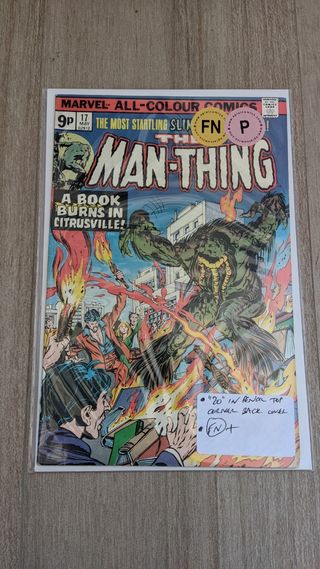 MARVEL ALL-COLOUR COMICS
9p
17
MAY
THE MOST STARTLING
FN
P
THE
MAN-THING
A BOOK
BURNS IN
CITRUSVILLE!
• "20" IN PENCIL TOP
CORNER BACK COVER
• FN +